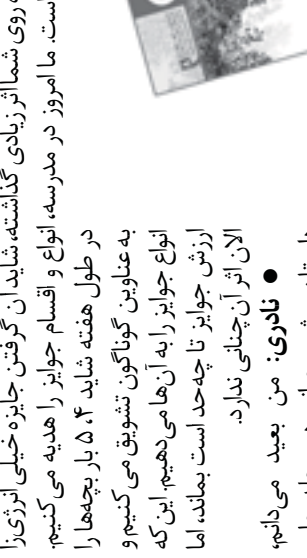 روی شما اثر زیادی گذاشته، شاید آن گرفتن جایزه خیلی انرژی‌زا
است. ما امروز در مدرسه، انواع و اقسام جوایز را هدیه می‌کنیم.
در طول هفته شاید ۴، ۵ بار بچه‌ها را
به عناوین گوناگون تشویق می‌کنیم و
انواع جوایز را به آن‌ها می‌دهیم. این که
ارزش جوایز تا چه حد است بماند، اما
الان اثر آن چنانی ندارد.
● نادری: من بعید می‌دانم،